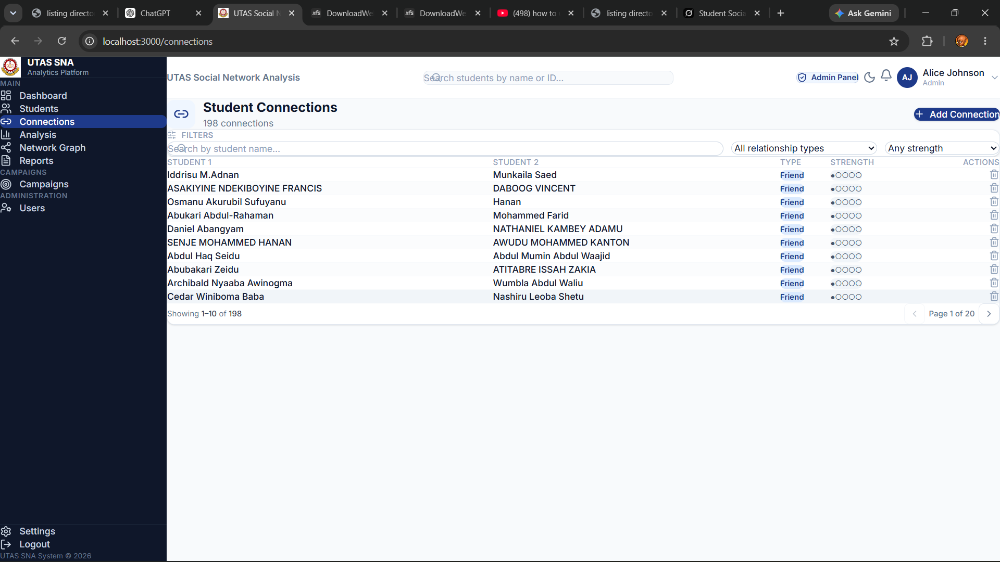 listing directo
ChatGPT
UTAS Social N
DownloadWe
DownloadWe
(498) how to
listing directo
Student Socia
Ask Gemini
localhost:3000/connections
UTAS SNA
Analytics Platform
MAIN
Dashboard
Students
Connections
Analysis
Network Graph
Reports
CAMPAIGNS
Campaigns
ADMINISTRATION
Users
Settings
Logout
UTAS SNA System © 2026
UTAS Social Network Analysis
Search students by name or ID...
Admin Panel
AJ
Alice Johnson
Admin
Student Connections
198 connections
Add Connection
FILTERS
Search by student name...
All relationship types
Any strength
STUDENT 1 STUDENT 2 TYPE STRENGTH ACTIONS
Iddrisu M.Adnan Munkaila Saed Friend ●○○○○
ASAKIYINE NDEKIBOYINE FRANCIS DABOOG VINCENT Friend ●○○○○
Osmanu Akurubil Sufuyanu Hanan Friend ●○○○○
Abukari Abdul-Rahaman Mohammed Farid Friend ●○○○○
Daniel Abangyam NATHANIEL KAMBEY ADAMU Friend ●○○○○
SENJE MOHAMMED HANAN AWUDU MOHAMMED KANTON Friend ●○○○○
Abdul Haq Seidu Abdul Mumin Abdul Waajid Friend ●○○○○
Abubakari Zeidu ATITABRE ISSAH ZAKIA Friend ●○○○○
Archibald Nyaaba Awinogma Wumbla Abdul Waliu Friend ●○○○○
Cedar Winiboma Baba Nashiru Leoba Shetu Friend ●○○○○
Showing 1–10 of 198
Page 1 of 20